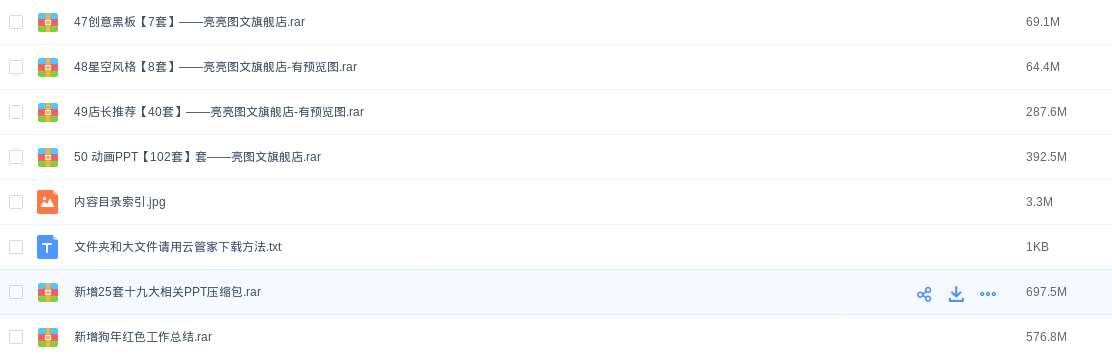 47创意黑板【7套】——亮亮图文旗舰店.rar 69.1M
48星空风格【8套】——亮亮图文旗舰店-有预览图.rar 64.4M
49店长推荐【40套】——亮亮图文旗舰店-有预览图.rar 287.6M
50 动画PPT【102套】套——亮图文旗舰店.rar 392.5M
内容目录索引.jpg 3.3M
文件夹和大文件请用云管家下载方法.txt 1KB
新增25套十九大相关PPT压缩包.rar 697.5M
新增狗年红色工作总结.rar 576.8M